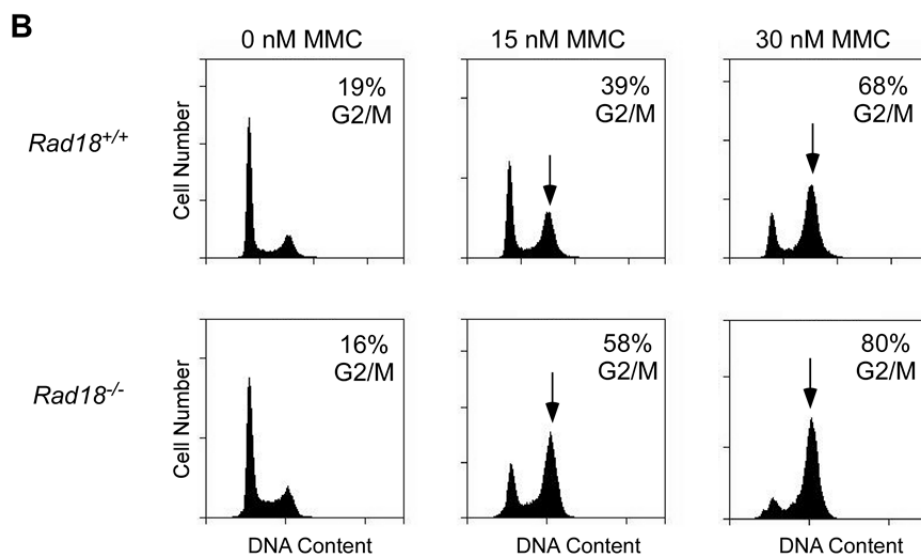 B
0 nM MMC
15 nM MMC
30 nM MMC
Rad18+/+
Cell Number
19%
G2/M
39%
G2/M
68%
G2/M
Rad18-/-
Cell Number
16%
G2/M
58%
G2/M
80%
G2/M
DNA Content
DNA Content
DNA Content